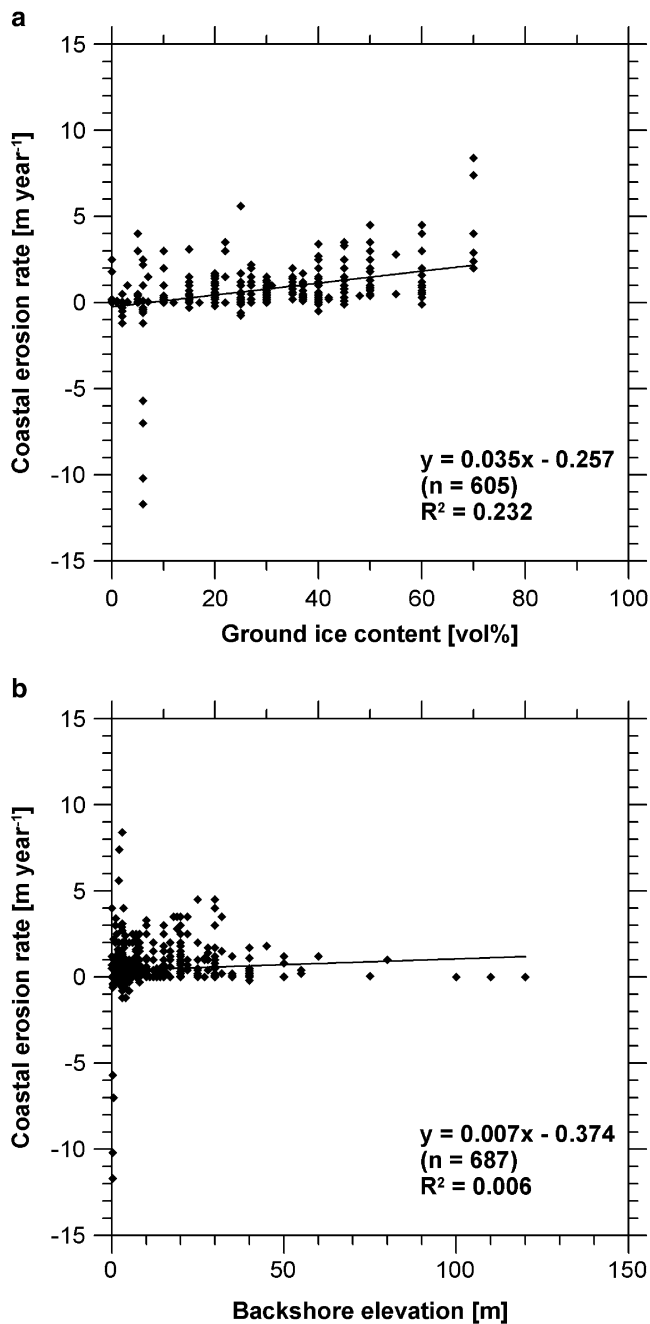 a
15
10
5
0
-5
-10
-15
Coastal erosion rate [m year⁻¹]
y = 0.035x - 0.257
(n = 605)
R² = 0.232
0 20 40 60 80 100
Ground ice content [vol%]
b
15
10
5
0
-5
-10
-15
Coastal erosion rate [m year⁻¹]
y = 0.007x - 0.374
(n = 687)
R² = 0.006
0 50 100 150
Backshore elevation [m]